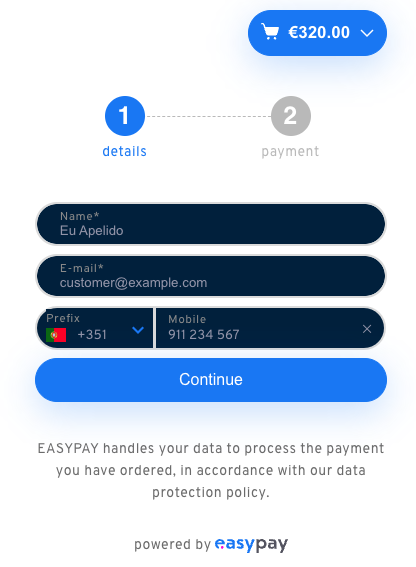 €320.00
1
2
details
payment
Name*
Eu Apelido
E-mail*
customer@example.com
Prefix
+351
Mobile
911 234 567
Continue
EASYPAY handles your data to process the payment
you have ordered, in accordance with our data
protection policy.
powered by easypay